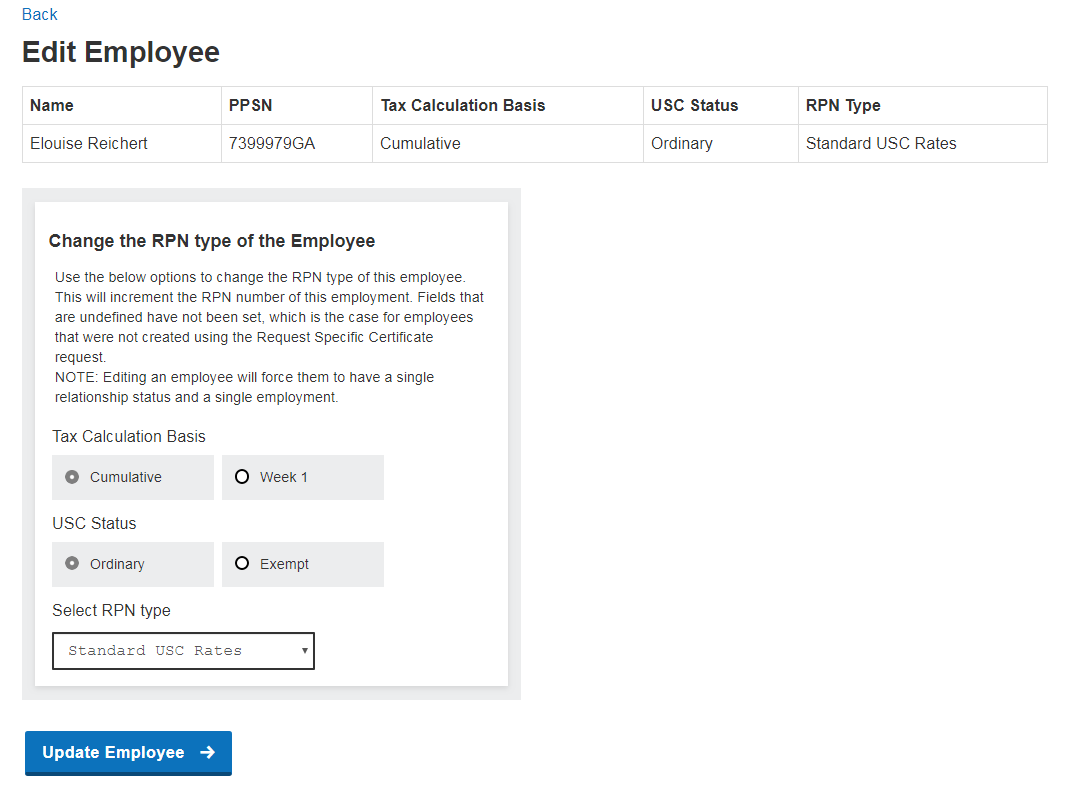 Back
Edit Employee
Name PPSN Tax Calculation Basis USC Status RPN Type
Elouise Reichert 7399979GA Cumulative Ordinary Standard USC Rates
Change the RPN type of the Employee
Use the below options to change the RPN type of this employee.
This will increment the RPN number of this employment. Fields that
are undefined have not been set, which is the case for employees
that were not created using the Request Specific Certificate
request.
NOTE: Editing an employee will force them to have a single
relationship status and a single employment.
Tax Calculation Basis
Cumulative Week 1
USC Status
Ordinary Exempt
Select RPN type
Standard USC Rates
Update Employee